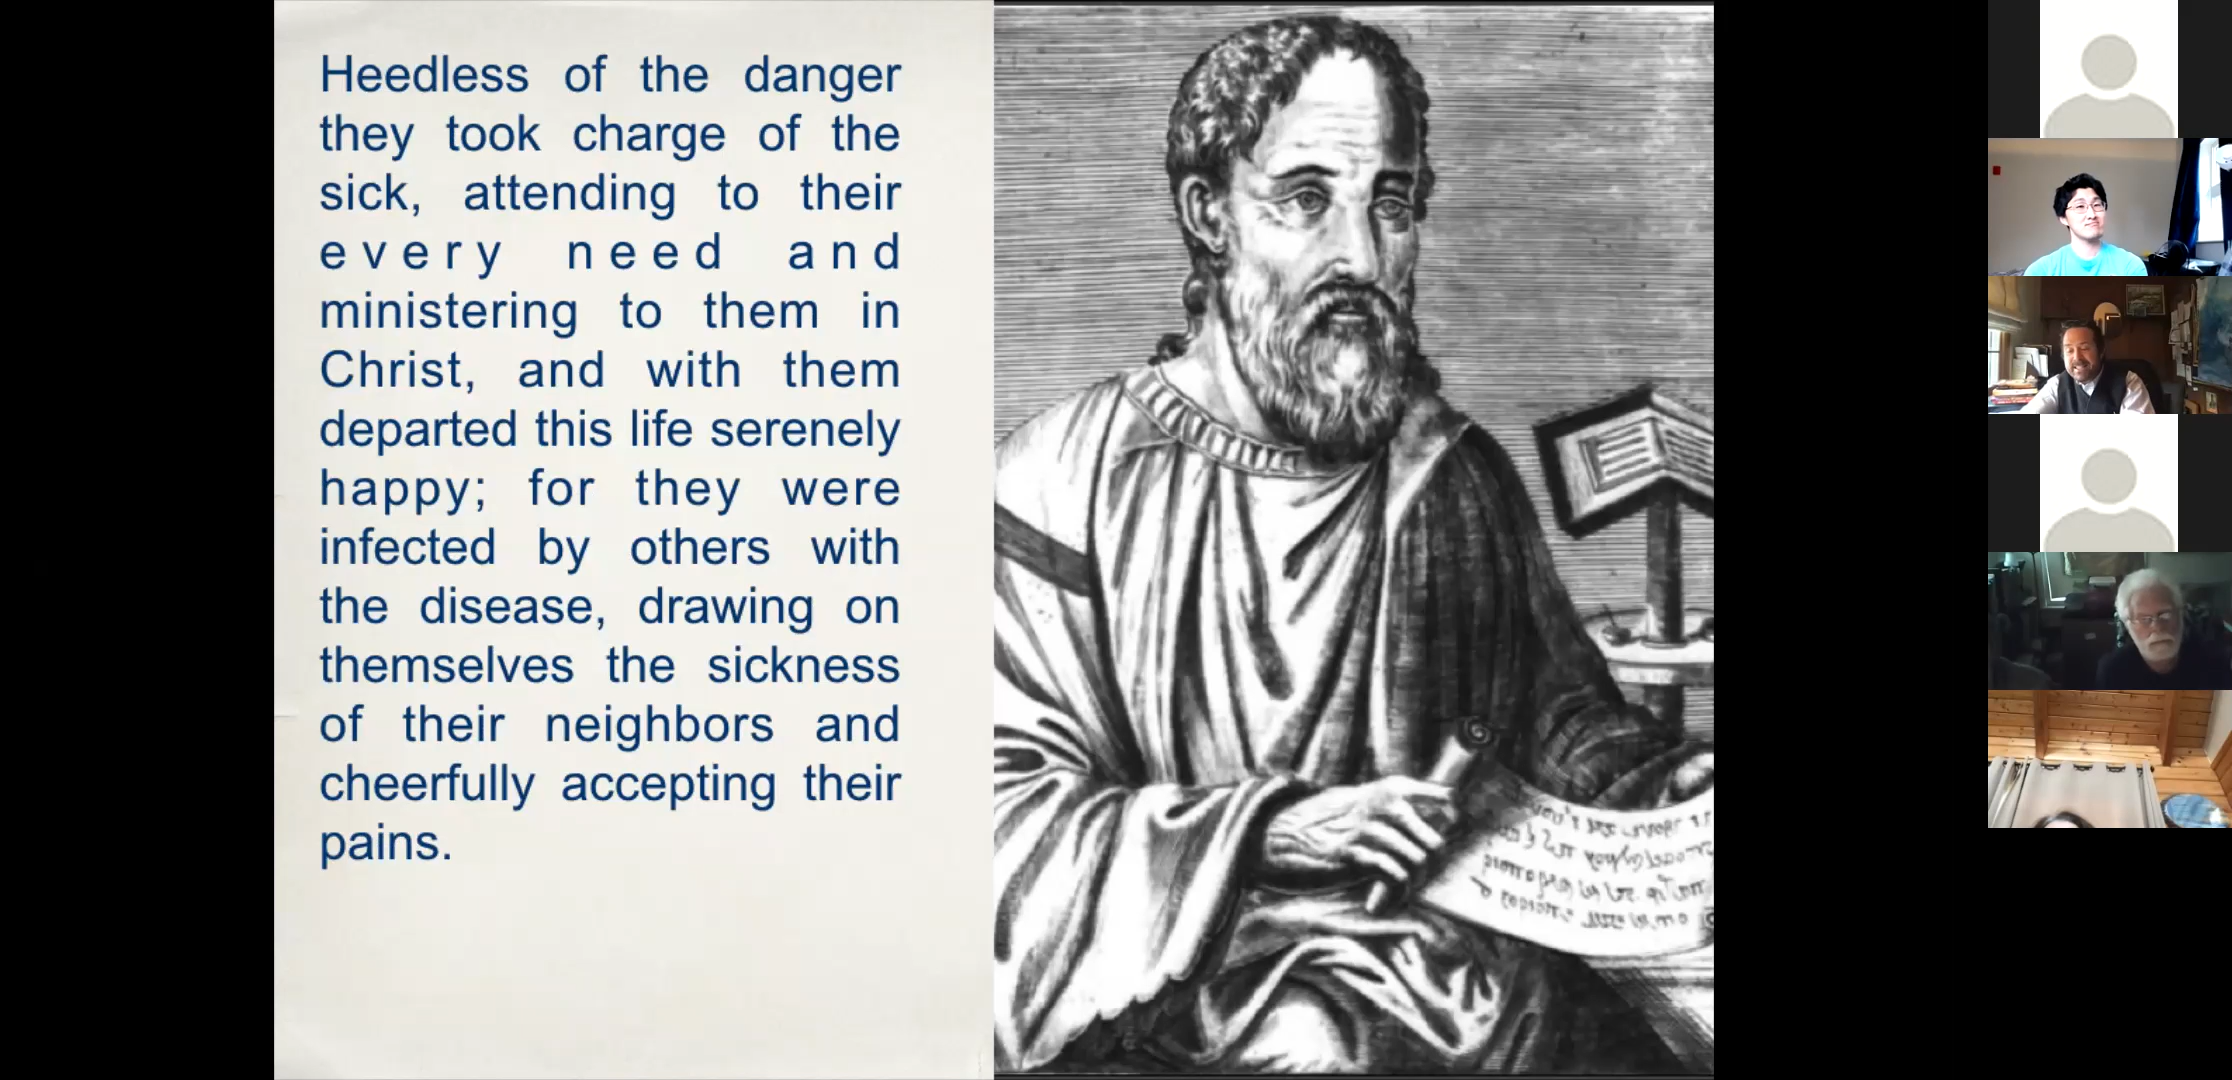 Heedless of the danger
they took charge of the
sick, attending to their
every need and
ministering to them in
Christ, and with them
departed this life serenely
happy; for they were
infected by others with
the disease, drawing on
themselves the sickness
of their neighbors and
cheerfully accepting their
pains.